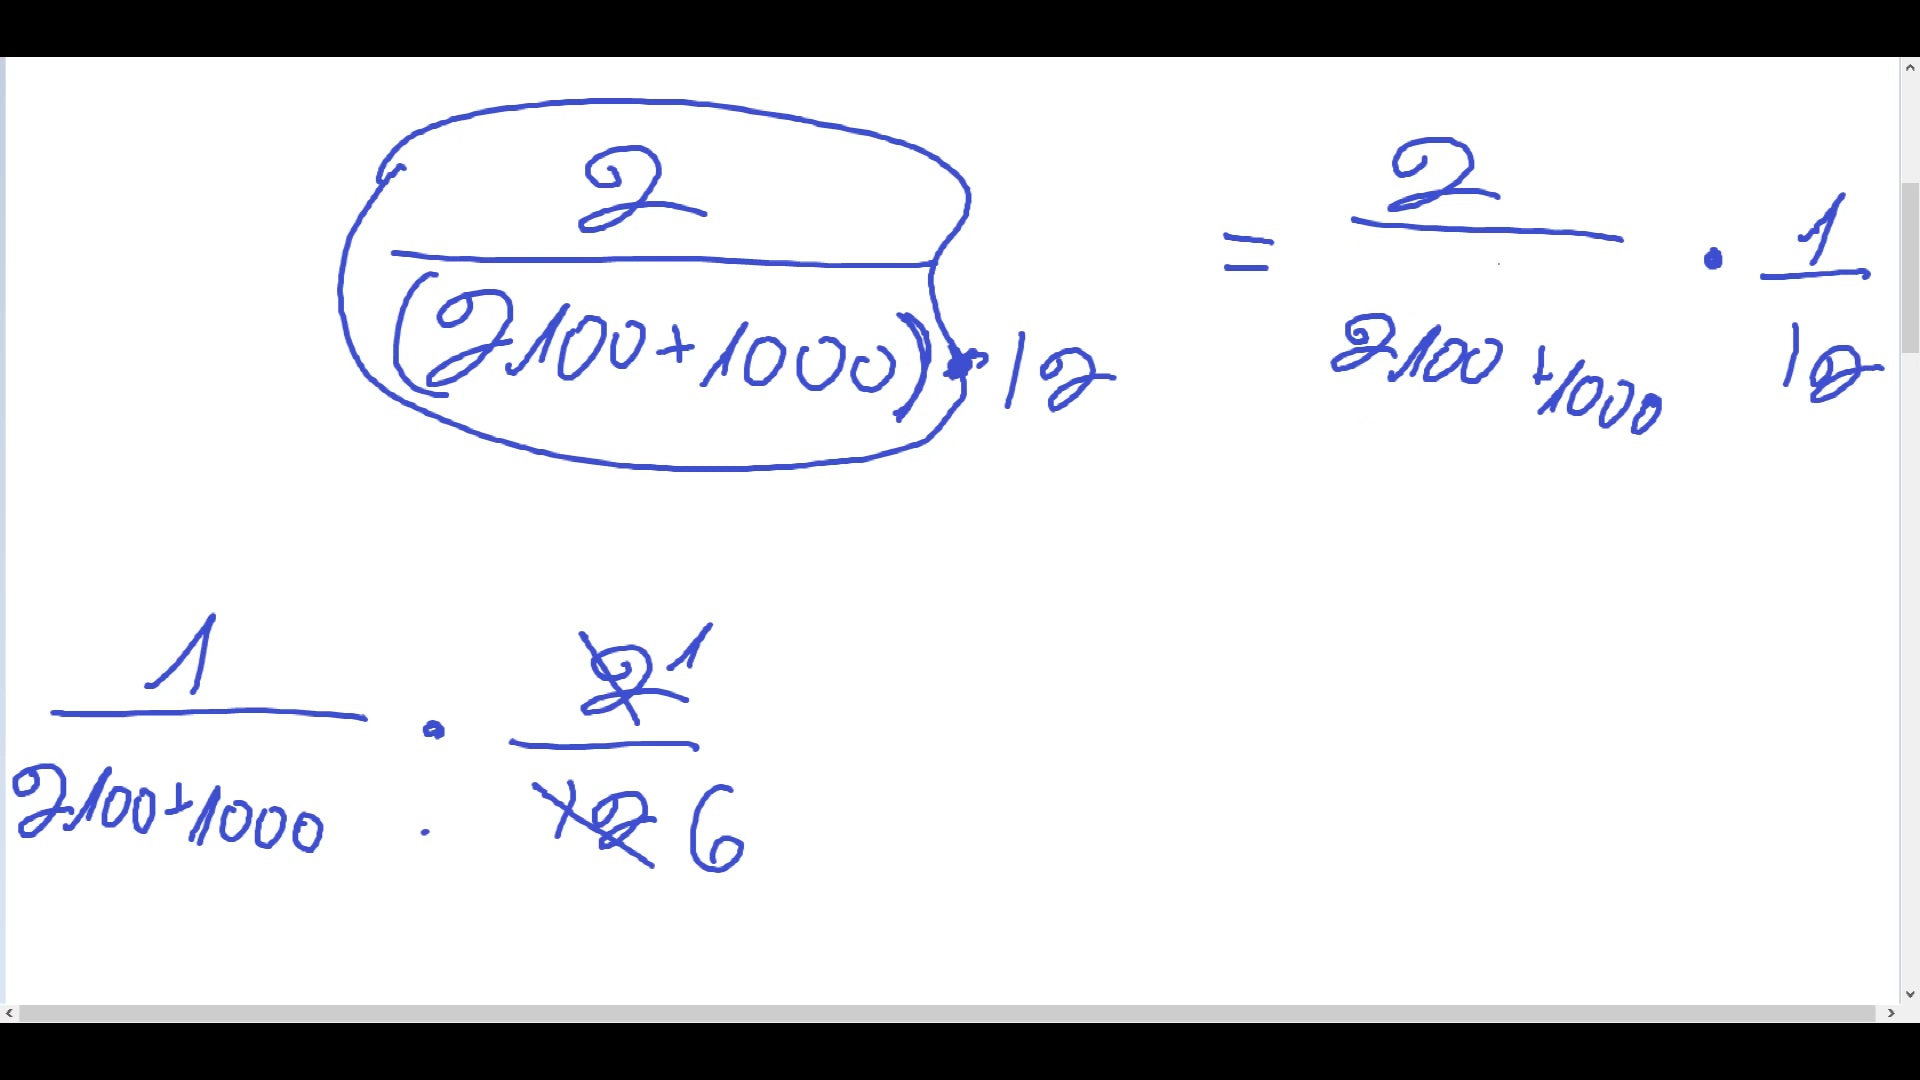 2 / (2100+1000) • 12 = 2 / 2100+1000 • 1 / 12
1 / 2100+1000 • 2 1 / 12 6